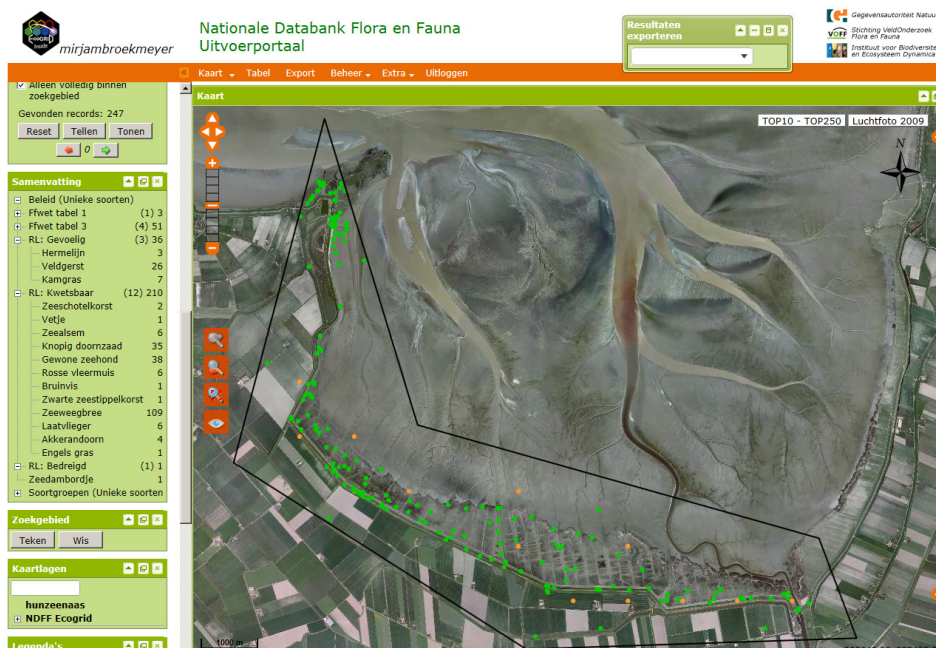 ECOGRID
Inside
mirjambroekmeyer
Nationale Databank Flora en Fauna
Uitvoerportaal
Resultaten
exporteren
Gegevensautoriteit Natuu
VOFF
Stichting VeldOnderzoek
Flora en Fauna
Instituut voor Biodiversite
en Ecosysteem Dynamica
Kaart Tabel Export Beheer Extra Uitloggen
Alleen volledig binnen
zoekgebied
Gevonden records: 247
Reset Tellen Tonen
0
Samenvatting
Beleid (Unieke soorten)
Ffwet tabel 1 (1) 3
Ffwet tabel 3 (4) 51
RL: Gevoelig (3) 36
Hermelijn 3
Veldgerst 26
Kamgras 7
RL: Kwetsbaar (12) 210
Zeeschotelkorst 2
Vetje 1
Zeealsem 6
Knopig doornzaad 35
Gewone zeehond 38
Rosse vleermuis 6
Bruinvis 1
Zwarte zeestippelkorst 1
Zeeweegbree 109
Laatvlieger 6
Akkerandoorn 4
Engels gras 1
RL: Bedreigd (1) 1
Zeedambordje 1
Soortgroepen (Unieke soorten
Zoekgebied
Teken Wis
Kaartlagen
hunzeenaas
NDFF Ecogrid
Legenda's
Kaart
TOP10 - TOP250 Luchtfoto 2009
N
1000 m